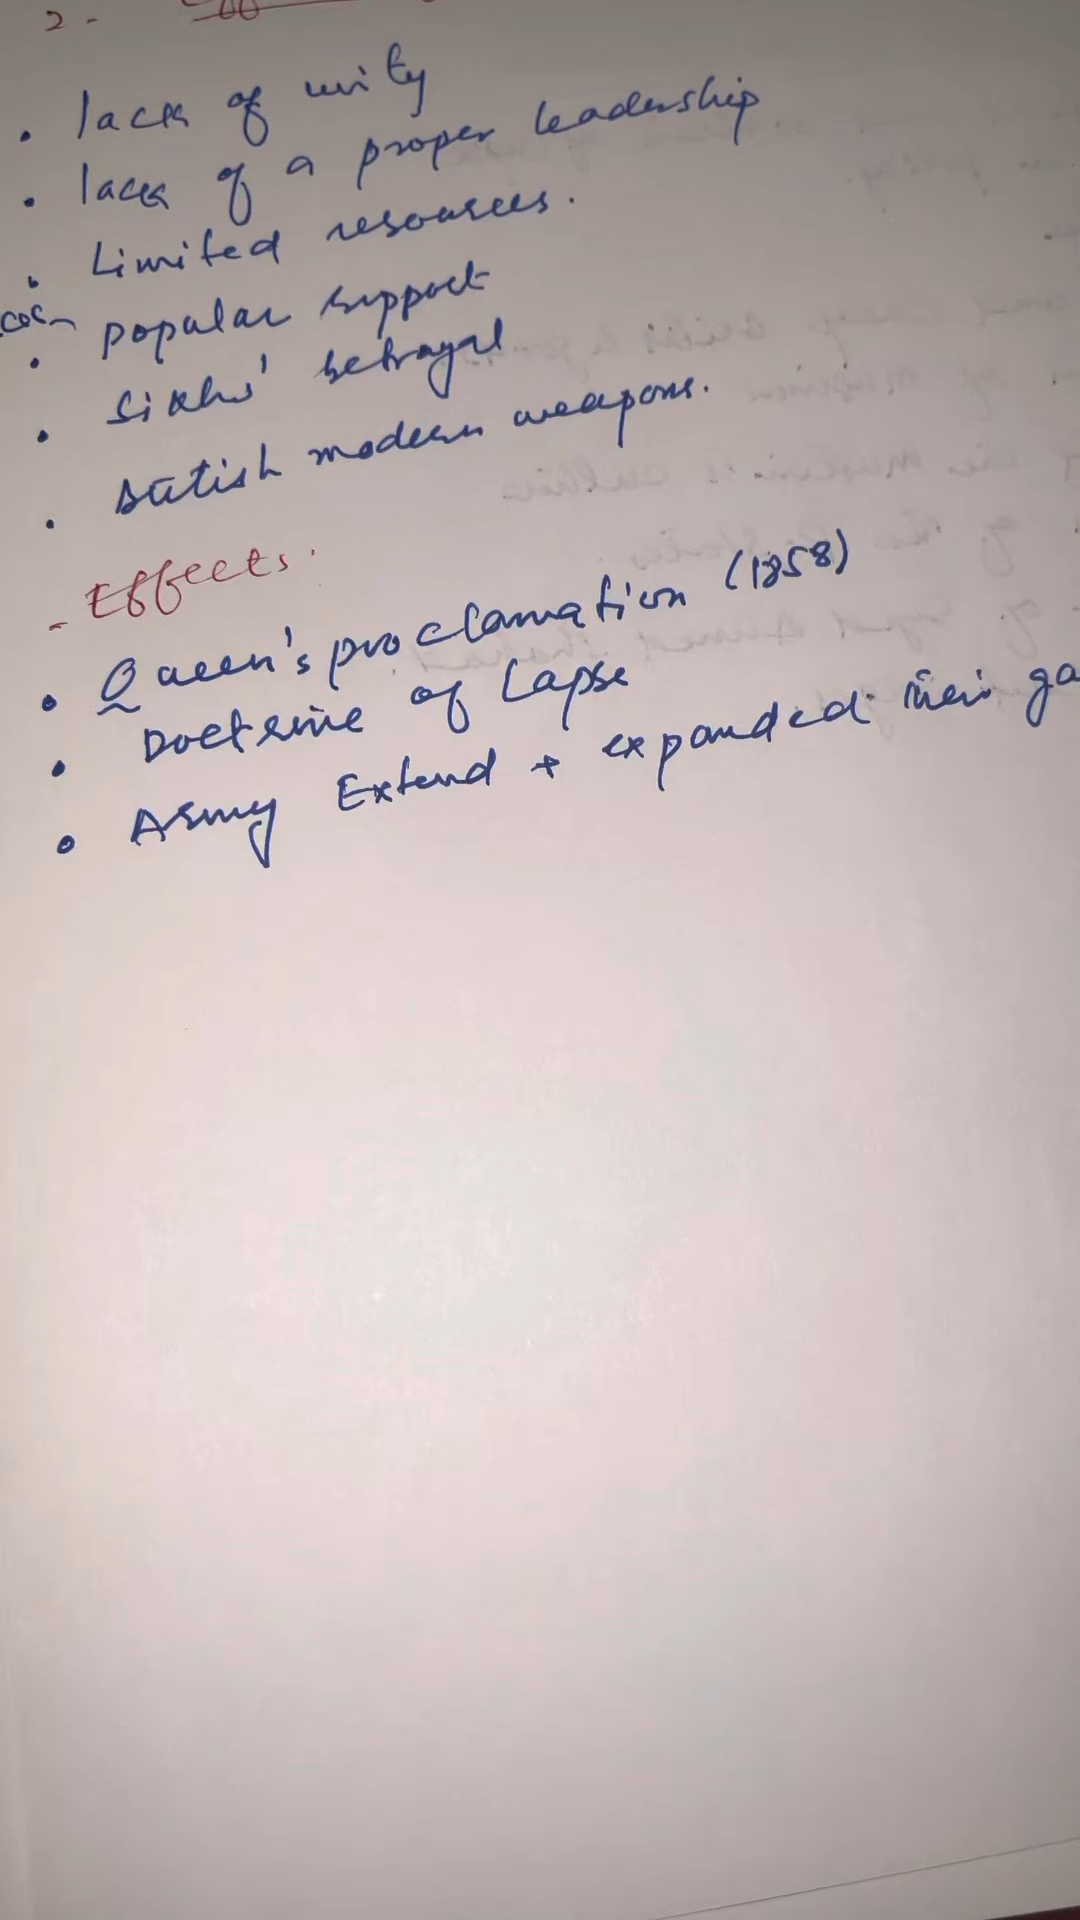 2 -
• lack of unity
• lack of a proper leadership
• Limited resources.
popular support
• Sikhs' betrayal
• British modern weapons.
- Effects.
• Queen's proclamation (1858)
• Doctrine of Lapse
• Army Extend + expanded their ga